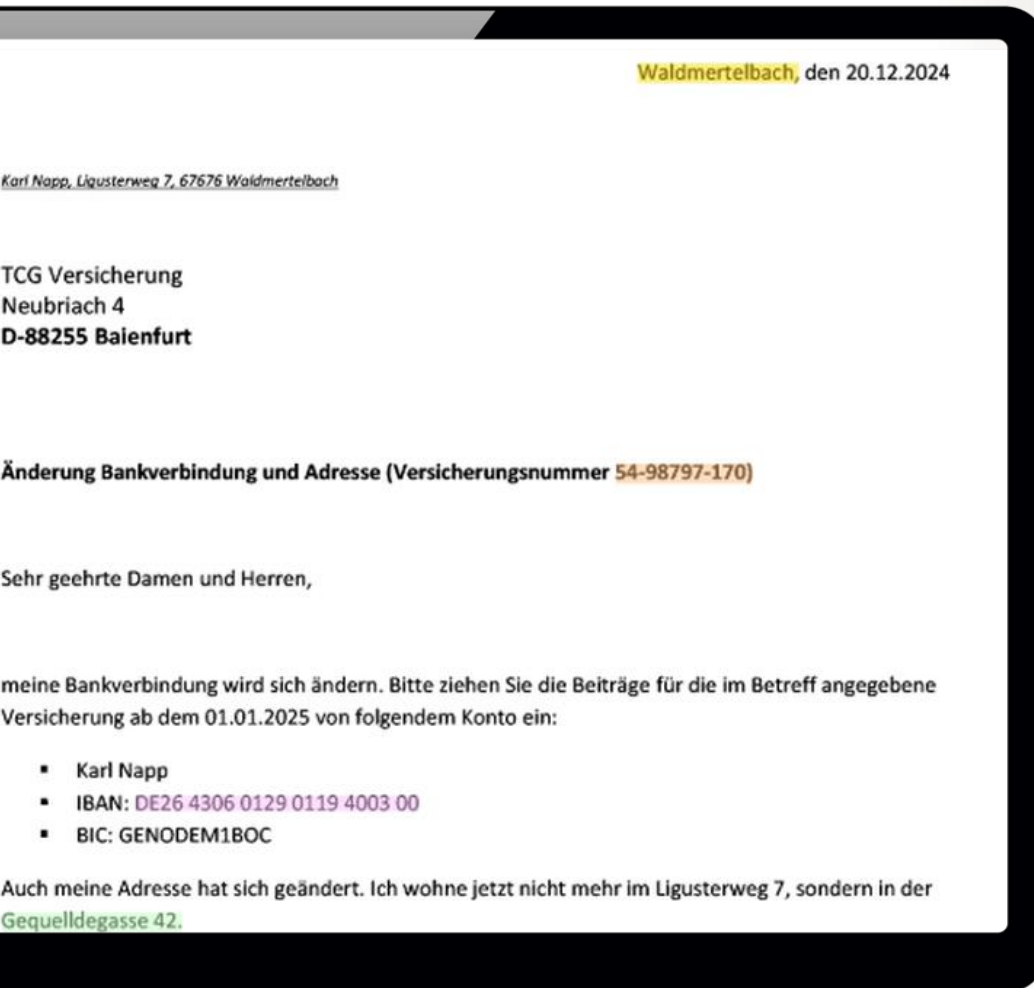 Waldmertelbach, den 20.12.2024
Karl Napp, Ligusterweg 7, 67676 Waldmertelbach
TCG Versicherung
Neubriach 4
D-88255 Baienfurt
Änderung Bankverbindung und Adresse (Versicherungsnummer 54-98797-170)
Sehr geehrte Damen und Herren,
meine Bankverbindung wird sich ändern. Bitte ziehen Sie die Beiträge für die im Betreff angegebene
Versicherung ab dem 01.01.2025 von folgendem Konto ein:
▪ Karl Napp
▪ IBAN: DE26 4306 0129 0119 4003 00
▪ BIC: GENODEM1BOC
Auch meine Adresse hat sich geändert. Ich wohne jetzt nicht mehr im Ligusterweg 7, sondern in der
Gequelldegasse 42.